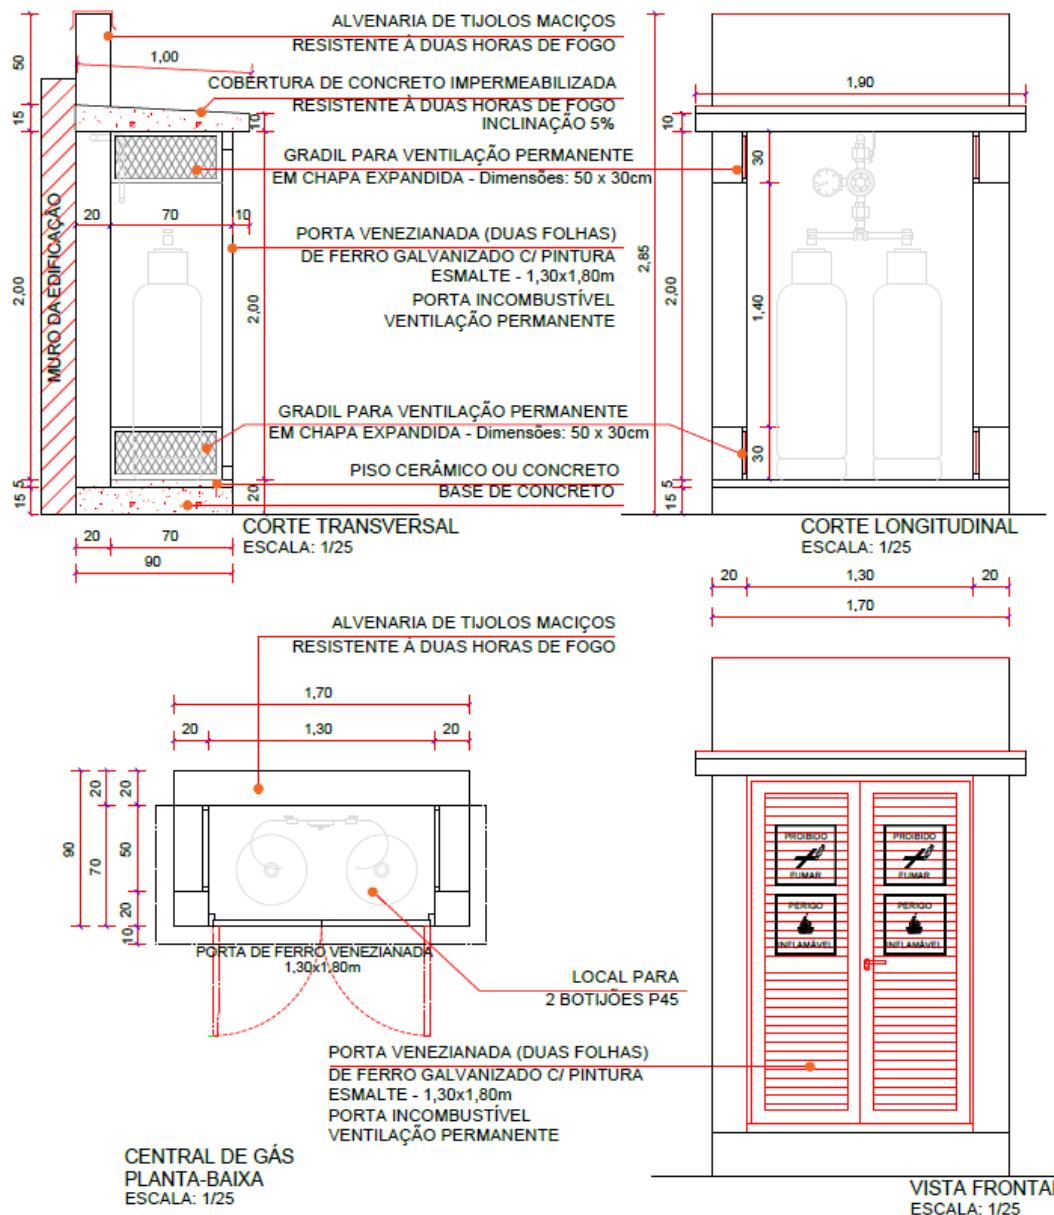 ALVENARIA DE TIJOLOS MACIÇOS
RESISTENTE À DUAS HORAS DE FOGO
50
1,00
COBERTURA DE CONCRETO IMPERMEABILIZADA
RESISTENTE À DUAS HORAS DE FOGO
INCLINAÇÃO 5%
15
10
1,90
10
GRADIL PARA VENTILAÇÃO PERMANENTE
EM CHAPA EXPANDIDA - Dimensões: 50 x 30cm
30
MURO DA EDIFICAÇÃO
20
70
10
PORTA VENEZIANADA (DUAS FOLHAS)
DE FERRO GALVANIZADO C/ PINTURA
ESMALTE - 1,30x1,80m
PORTA INCOMBUSTÍVEL
VENTILAÇÃO PERMANENTE
2,00
2,00
2,85
2,00
1,40
GRADIL PARA VENTILAÇÃO PERMANENTE
EM CHAPA EXPANDIDA - Dimensões: 50 x 30cm
30
PISO CERÂMICO OU CONCRETO
BASE DE CONCRETO
5
15
20
5
15
CORTE TRANSVERSAL
ESCALA: 1/25
20
70
90
CORTE LONGITUDINAL
ESCALA: 1/25
20
1,30
20
1,70
ALVENARIA DE TIJOLOS MACIÇOS
RESISTENTE À DUAS HORAS DE FOGO
1,70
20
1,30
20
90
20
70
20
50
20
10
PORTA DE FERRO VENEZIANADA
1,30x1,80m
LOCAL PARA
2 BOTIJÕES P45
PORTA VENEZIANADA (DUAS FOLHAS)
DE FERRO GALVANIZADO C/ PINTURA
ESMALTE - 1,30x1,80m
PORTA INCOMBUSTÍVEL
VENTILAÇÃO PERMANENTE
CENTRAL DE GÁS
PLANTA-BAIXA
ESCALA: 1/25
PROIBIDO
FUMAR
PROIBIDO
FUMAR
PERIGO
INFLAMÁVEL
PERIGO
INFLAMÁVEL
VISTA FRONTAL
ESCALA: 1/25